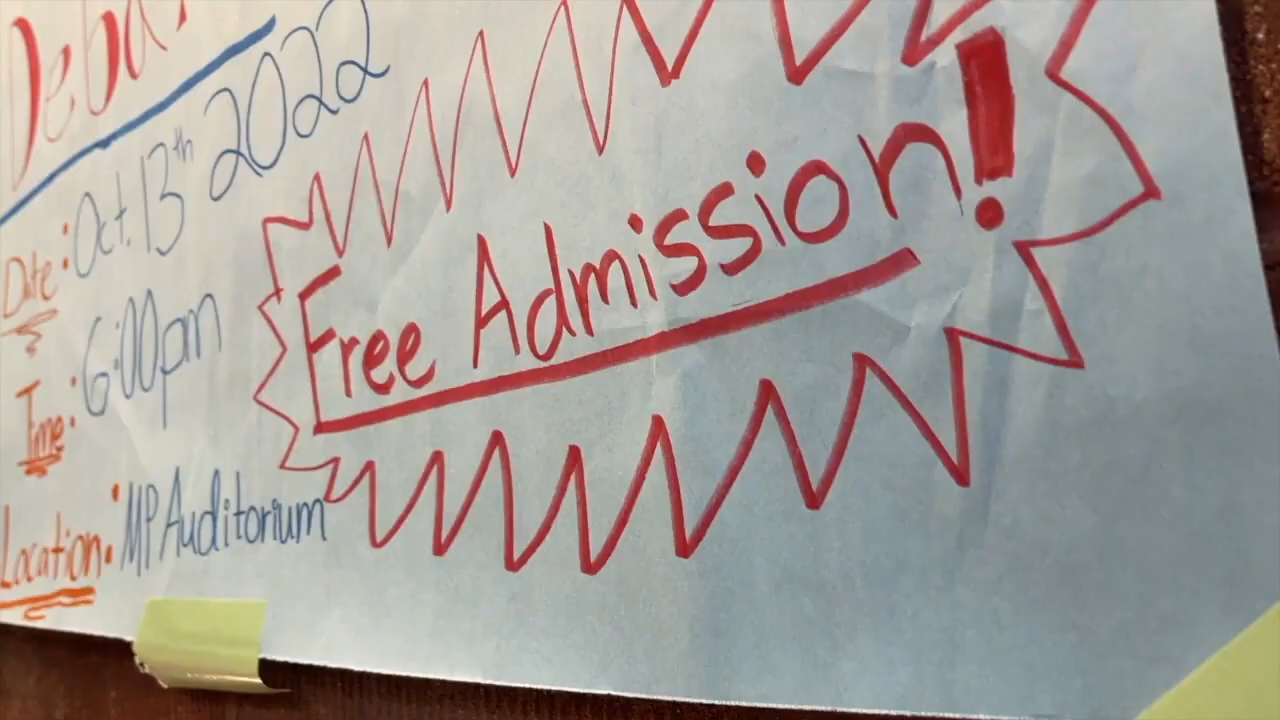 Date: Oct. 13th 2022
Time: 6:00pm
Location: MP Auditorium
Free Admission!